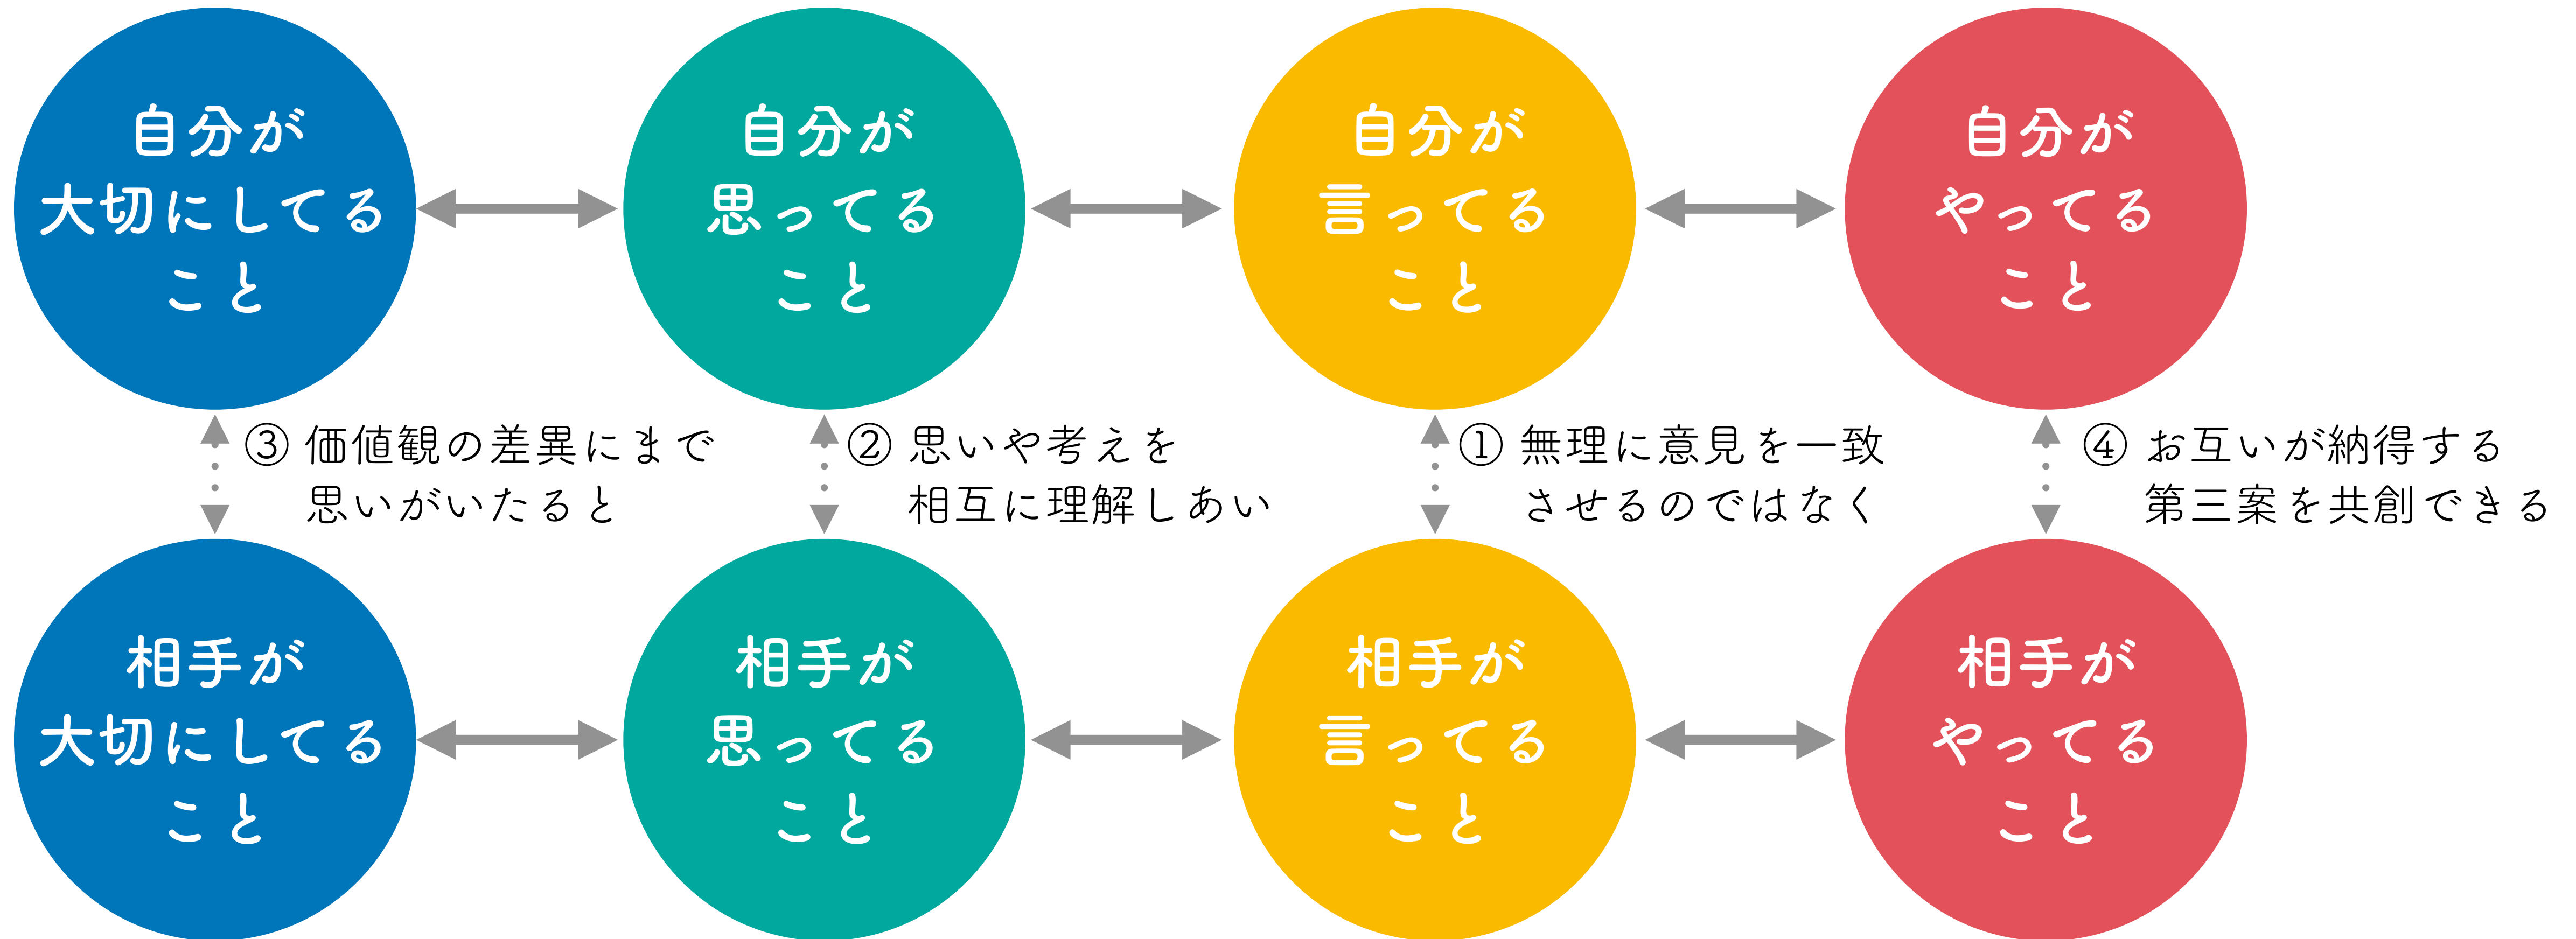 自分が
大切にしてる
こと
自分が
思ってる
こと
自分が
言ってる
こと
自分が
やってる
こと
③ 価値観の差異にまで
思いがいたると
② 思いや考えを
相互に理解しあい
① 無理に意見を一致
させるのではなく
④ お互いが納得する
第三案を共創できる
相手が
大切にしてる
こと
相手が
思ってる
こと
相手が
言ってる
こと
相手が
やってる
こと